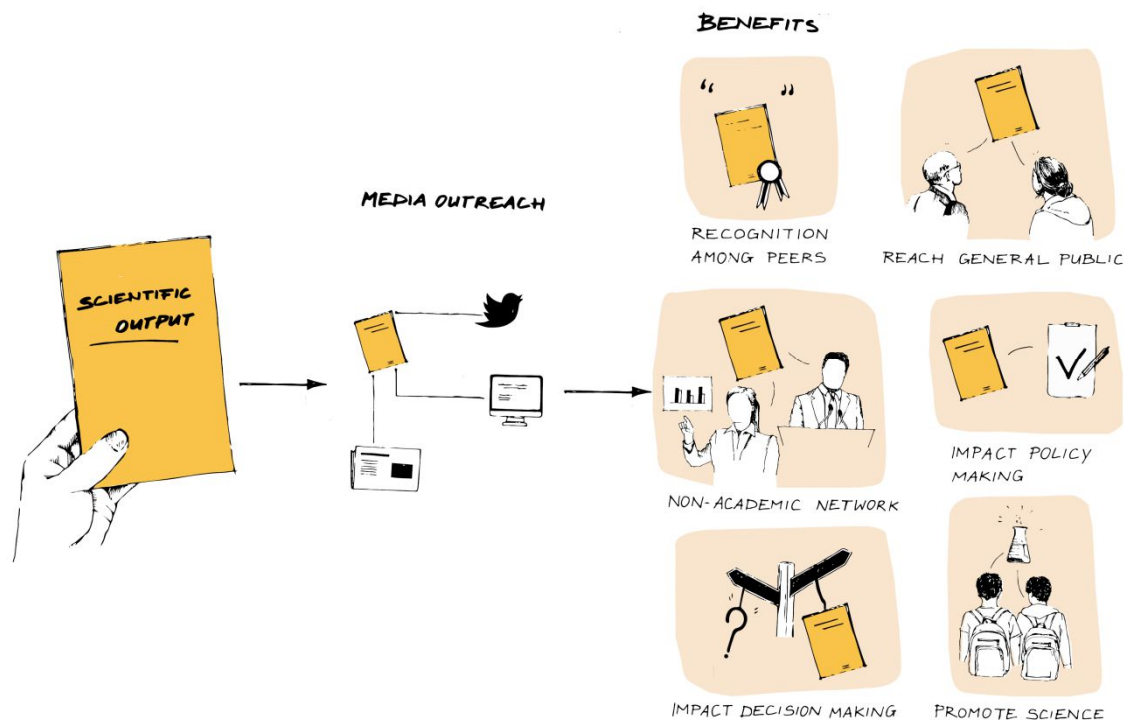 BENEFITS
MEDIA OUTREACH
SCIENTIFIC
OUTPUT
“ ”
RECOGNITION
AMONG PEERS
REACH GENERAL PUBLIC
NON-ACADEMIC NETWORK
IMPACT POLICY
MAKING
IMPACT DECISION MAKING
PROMOTE SCIENCE